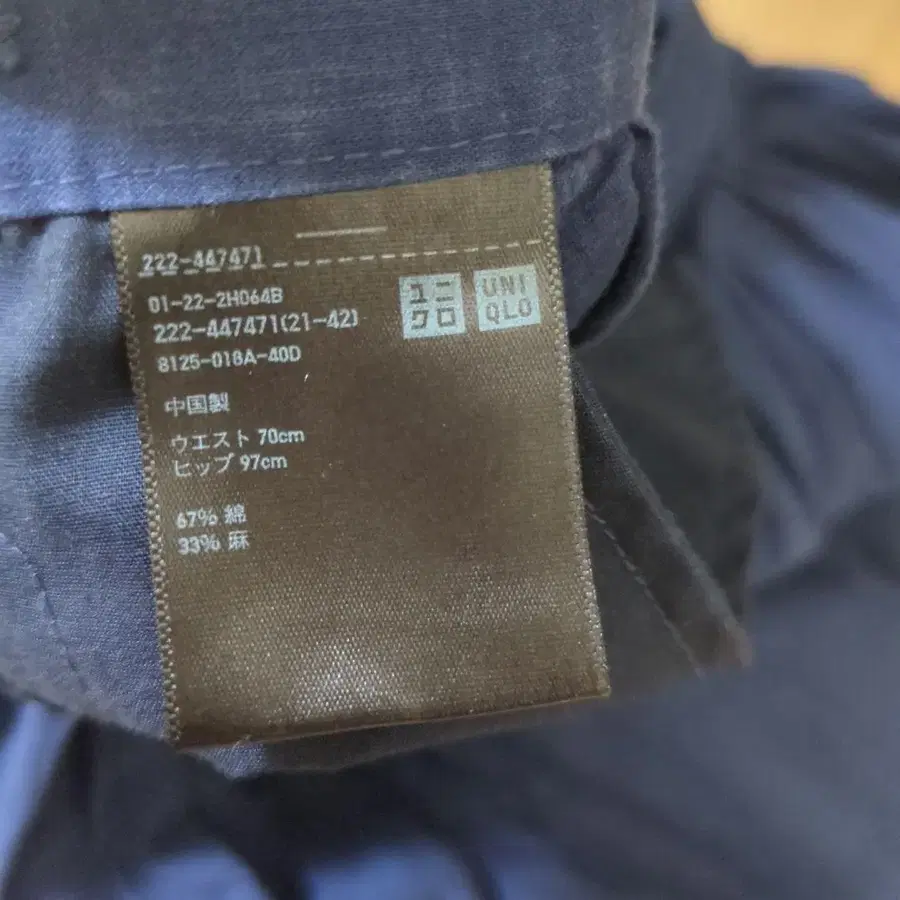 222-447471
01-22-2H064B
222-447471(21-42)
8125-018A-40D
ユニ
クロ
UNI
QLO
中国製
ウエスト 70cm
ヒップ 97cm
67% 綿
33% 麻